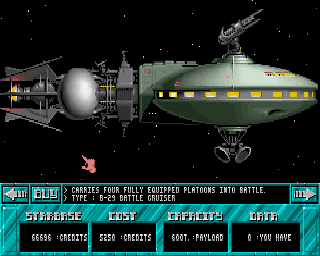 BUY
> CARRIES FOUR FULLY EQUIPPED PLATOONS INTO BATTLE.
> TYPE : B-29 BATTLE CRUISER
STARBASE COST CAPACITY DATA
66696 :CREDITS 5250 :CREDITS 600T. :PAYLOAD 0 :YOU HAVE